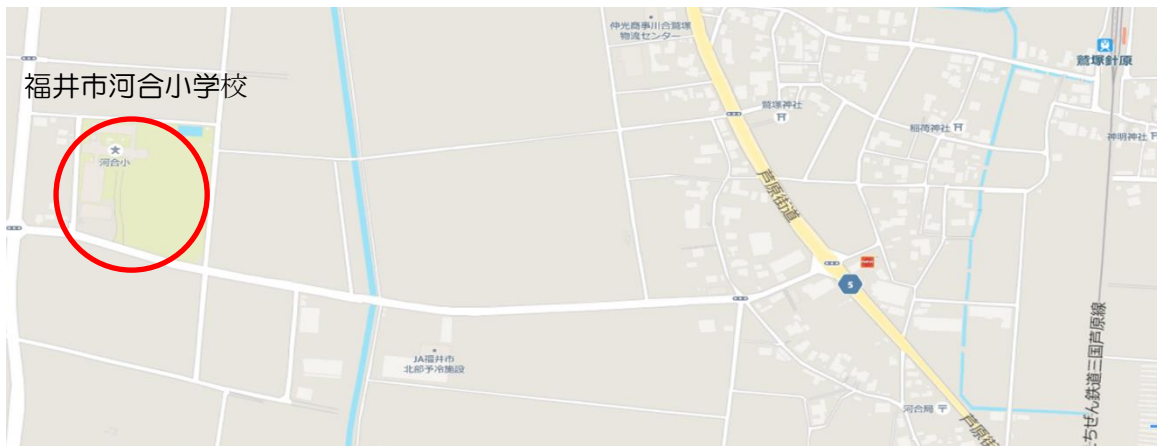 仲光商事川合鷲塚
物流センター
鷲塚針原
福井市河合小学校
鷲塚神社
稲荷神社
神明神社
河合小
芦原街道
5
JA福井市
北部予冷施設
ちぜん鉄道三国芦原線
河合局
芦原街